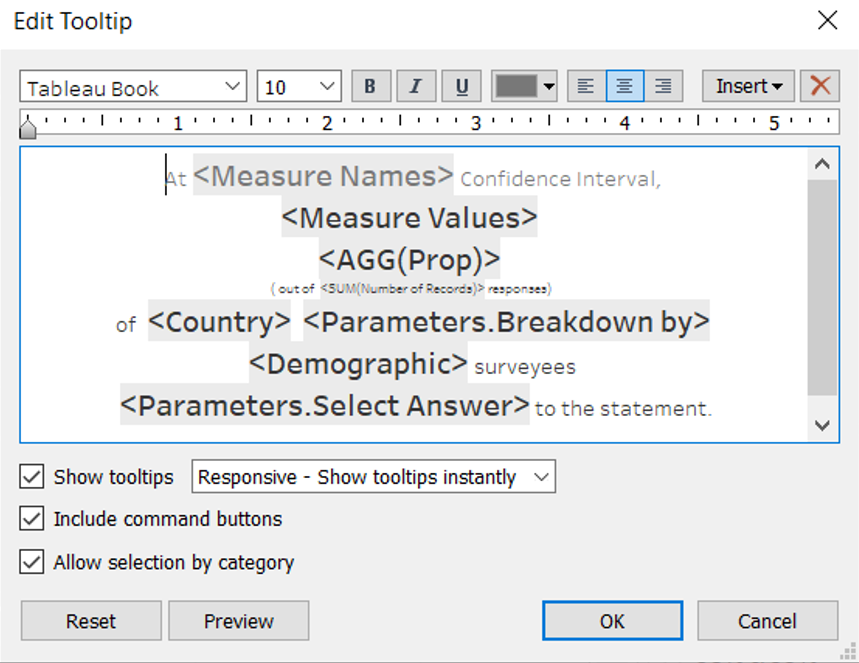 Edit Tooltip
Tableau Book 10 B I U Insert
1 2 3 4 5
At <Measure Names> Confidence Interval,
<Measure Values>
<AGG(Prop)>
( out of <SUM(Number of Records)> responses)
of <Country> <Parameters.Breakdown by>
<Demographic> surveyees
<Parameters.Select Answer> to the statement.
Show tooltips Responsive - Show tooltips instantly
Include command buttons
Allow selection by category
Reset Preview OK Cancel